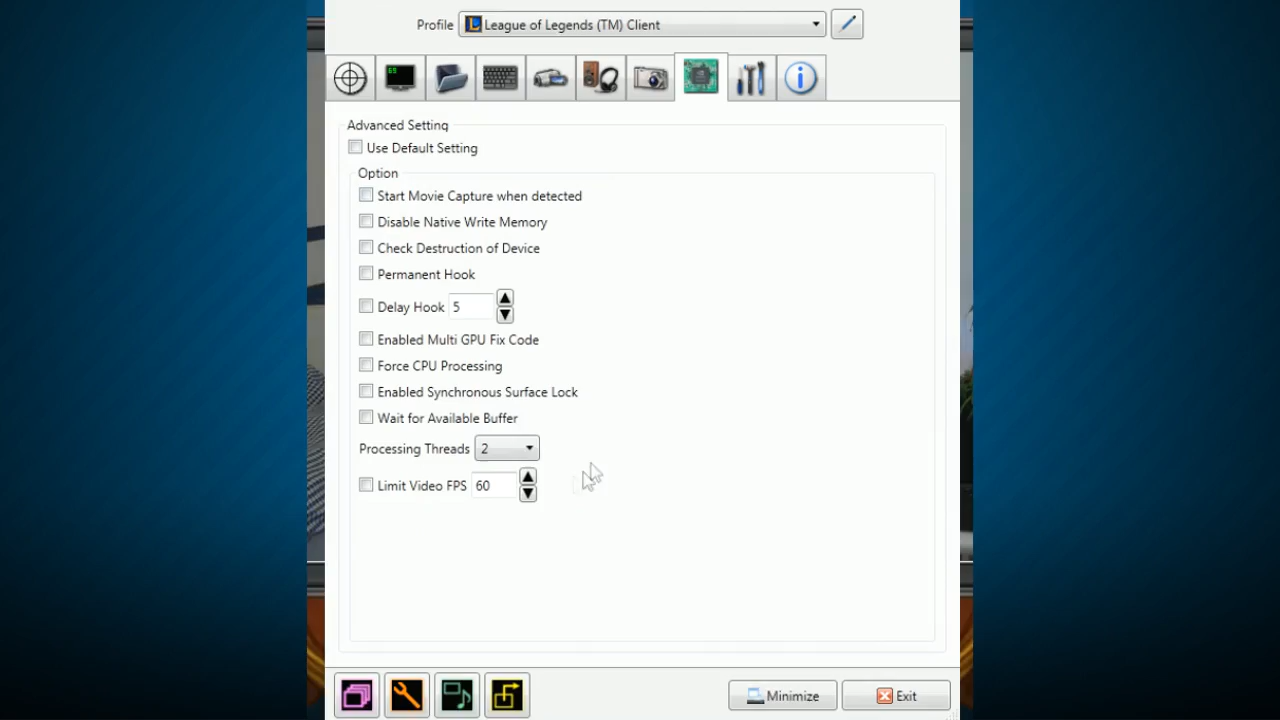 Profile League of Legends (TM) Client
69
Advanced Setting
Use Default Setting
Option
Start Movie Capture when detected
Disable Native Write Memory
Check Destruction of Device
Permanent Hook
Delay Hook 5
Enabled Multi GPU Fix Code
Force CPU Processing
Enabled Synchronous Surface Lock
Wait for Available Buffer
Processing Threads 2
Limit Video FPS 60
Minimize Exit